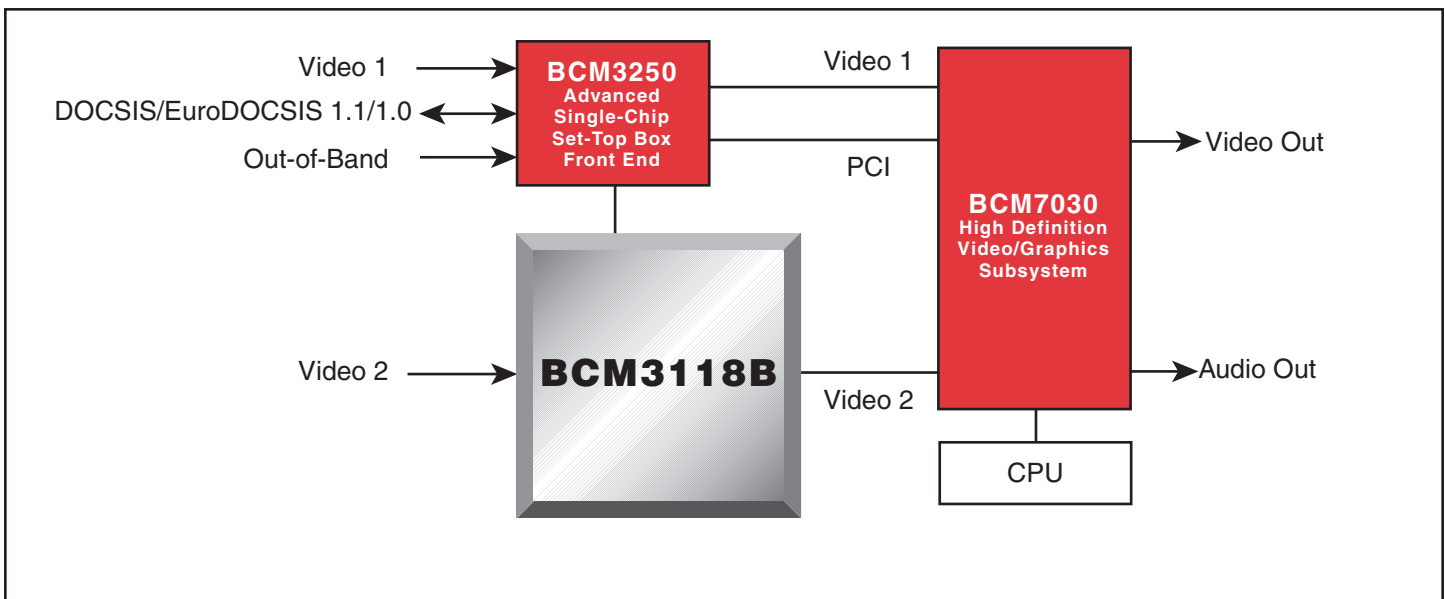 Video 1
DOCSIS/EuroDOCSIS 1.1/1.0
Out-of-Band
BCM3250
Advanced
Single-Chip
Set-Top Box
Front End
Video 1
PCI
BCM7030
High Definition
Video/Graphics
Subsystem
Video Out
Video 2
BCM3118B
Video 2
Audio Out
CPU